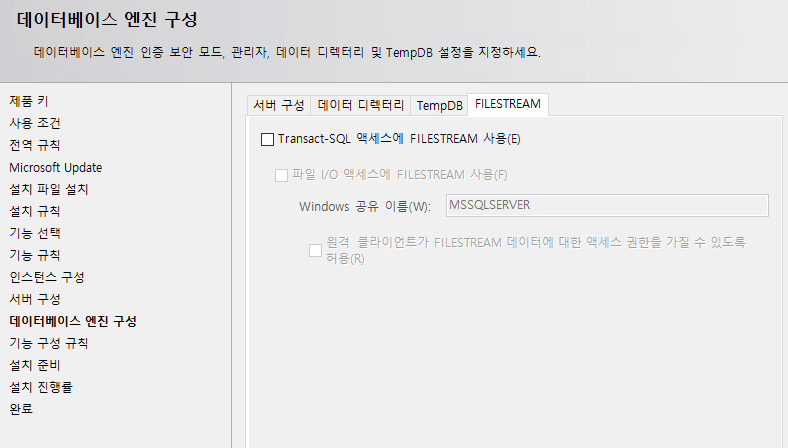 데이터베이스 엔진 구성
데이터베이스 엔진 인증 보안 모드, 관리자, 데이터 디렉터리 및 TempDB 설정을 지정하세요.
제품 키
사용 조건
전역 규칙
Microsoft Update
설치 파일 설치
설치 규칙
기능 선택
기능 규칙
인스턴스 구성
서버 구성
데이터베이스 엔진 구성
기능 구성 규칙
설치 준비
설치 진행률
완료
서버 구성 데이터 디렉터리 TempDB FILESTREAM
Transact-SQL 액세스에 FILESTREAM 사용(E)
파일 I/O 액세스에 FILESTREAM 사용(F)
Windows 공유 이름(W): MSSQLSERVER
원격 클라이언트가 FILESTREAM 데이터에 대한 액세스 권한을 가질 수 있도록
허용(R)